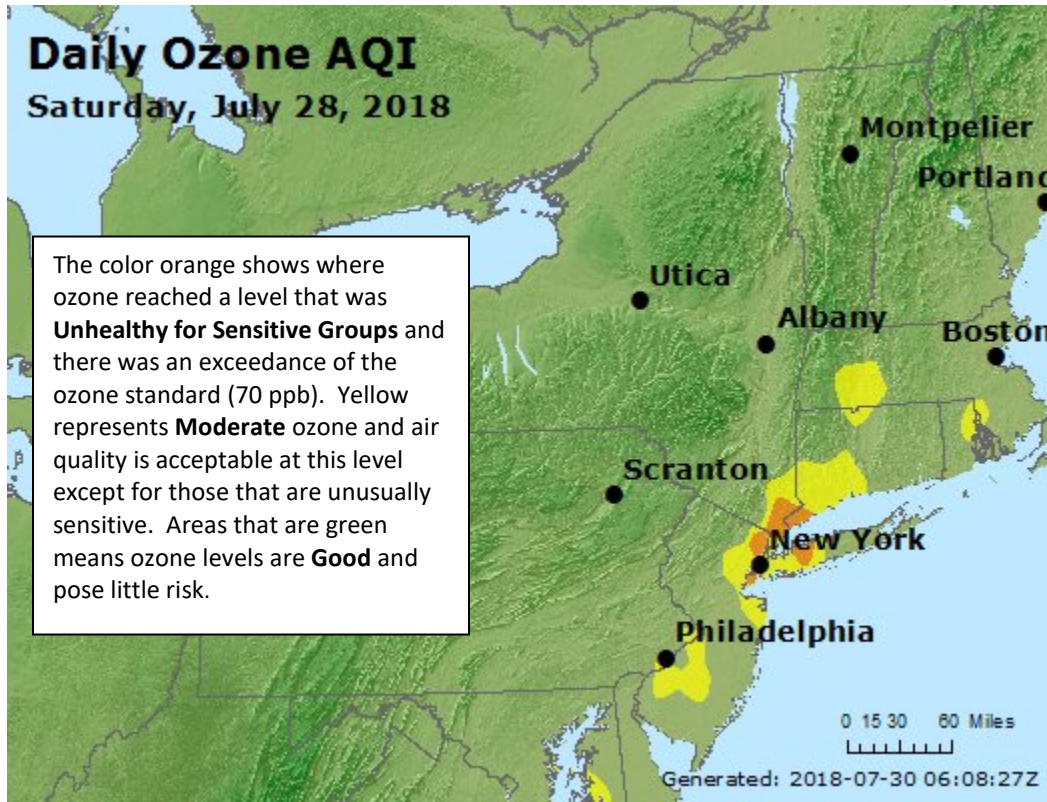 Daily Ozone AQI
Saturday, July 28, 2018
Montpelier
Portland
The color orange shows where
ozone reached a level that was
Unhealthy for Sensitive Groups and
there was an exceedance of the
ozone standard (70 ppb).  Yellow
represents Moderate ozone and air
quality is acceptable at this level
except for those that are unusually
sensitive.  Areas that are green
means ozone levels are Good and
pose little risk.
Utica
Albany
Boston
Scranton
New York
Philadelphia
0 15 30 60 Miles
Generated: 2018-07-30 06:08:27Z